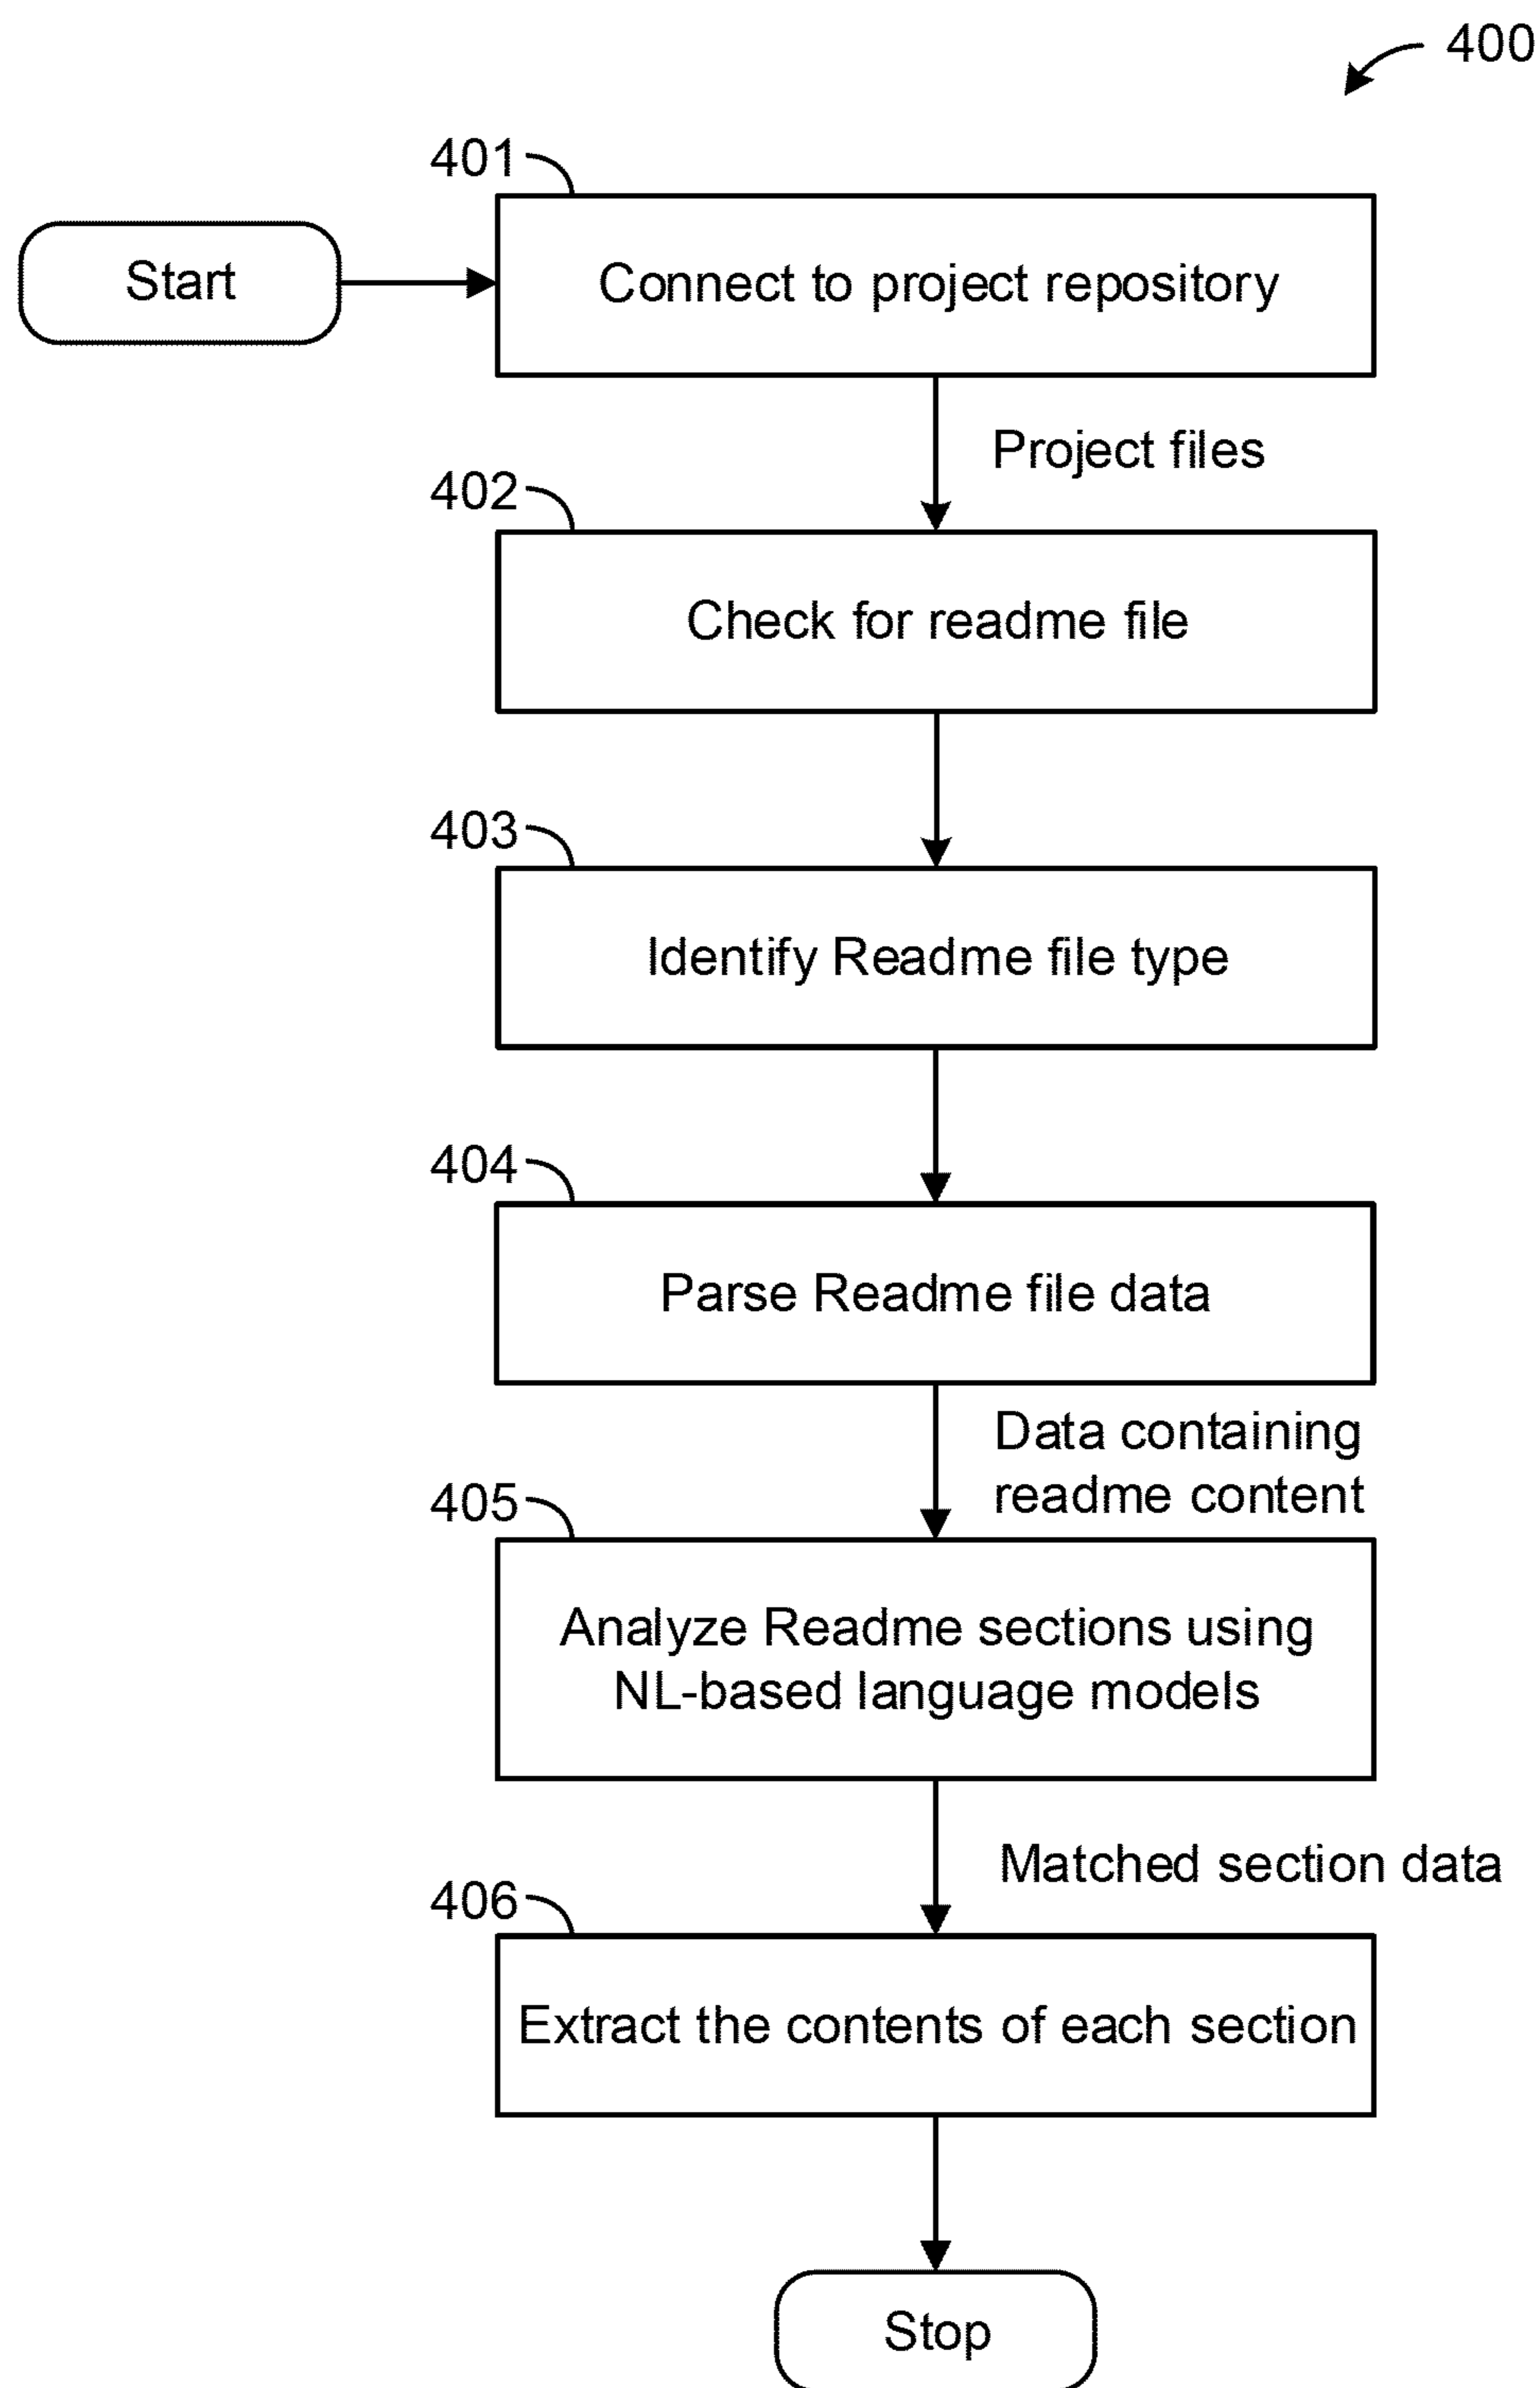 400
401
Start
Connect to project repository
Project files
402
Check for readme file
403
Identify Readme file type
404
Parse Readme file data
Data containing
readme content
405
Analyze Readme sections using
NL-based language models
Matched section data
406
Extract the contents of each section
Stop